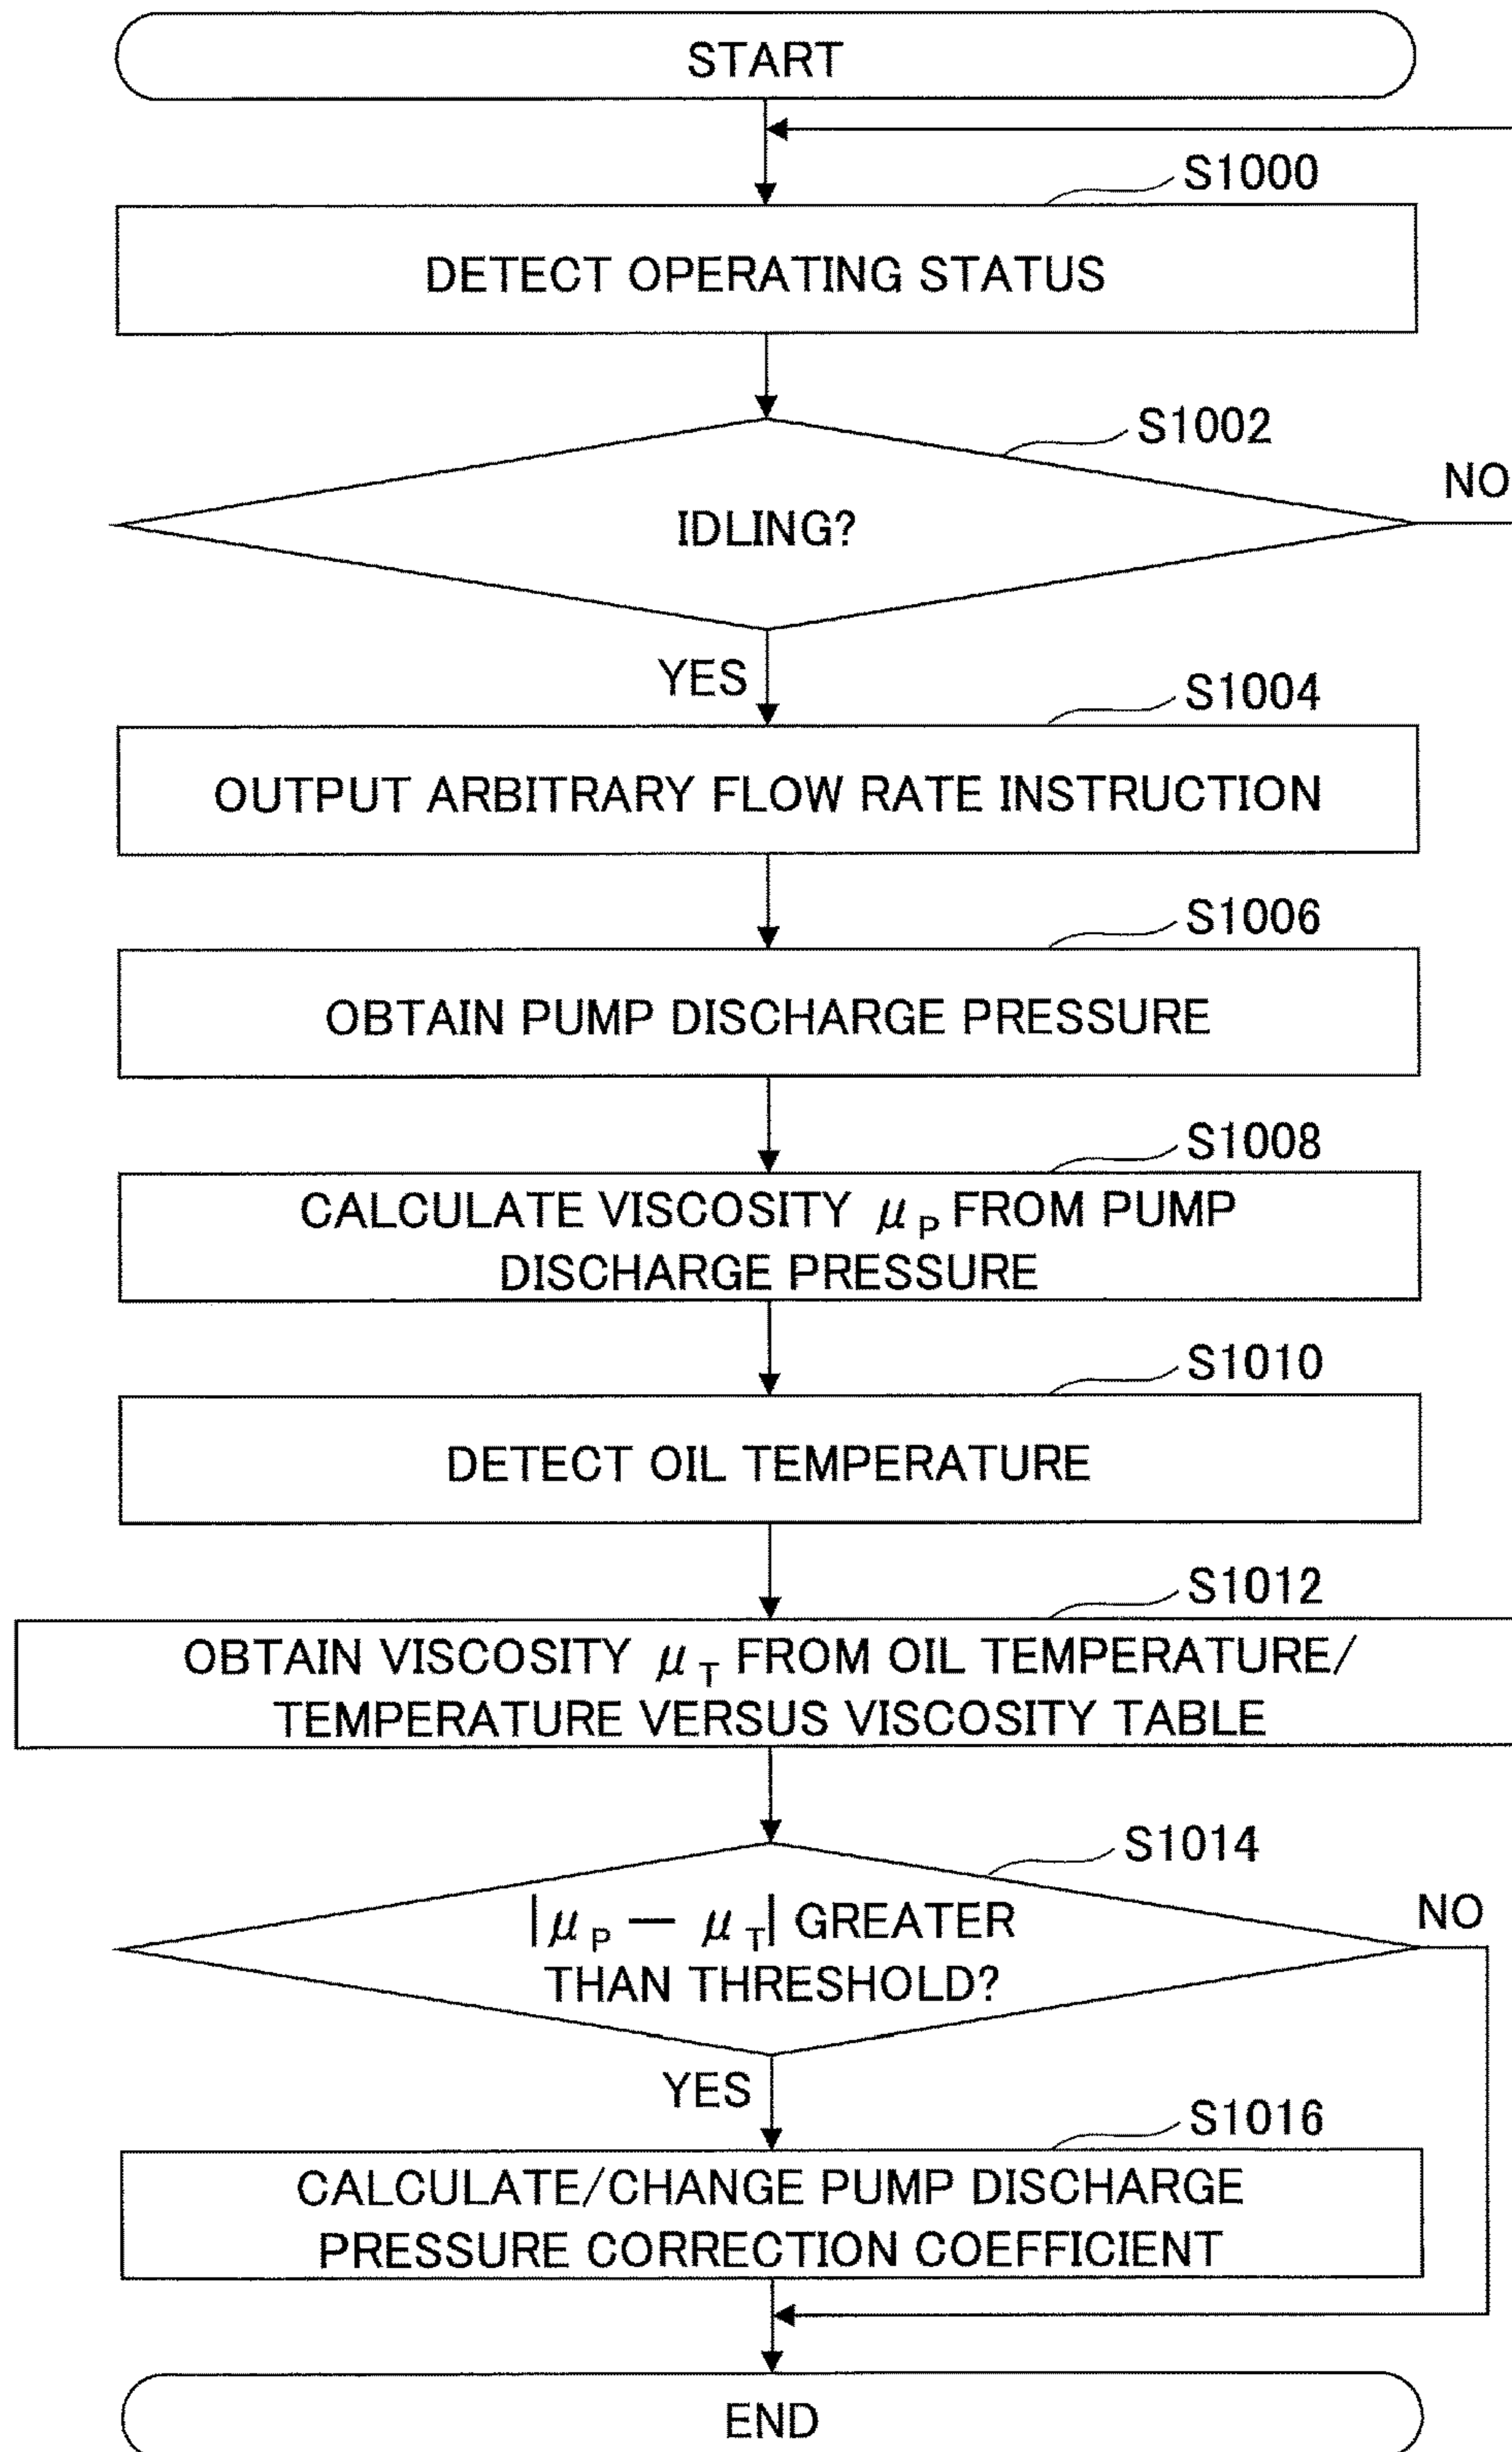 START
S1000
DETECT OPERATING STATUS
S1002
NO
IDLING?
YES
S1004
OUTPUT ARBITRARY FLOW RATE INSTRUCTION
S1006
OBTAIN PUMP DISCHARGE PRESSURE
S1008
CALCULATE VISCOSITY μP FROM PUMP
DISCHARGE PRESSURE
S1010
DETECT OIL TEMPERATURE
S1012
OBTAIN VISCOSITY μT FROM OIL TEMPERATURE/
TEMPERATURE VERSUS VISCOSITY TABLE
S1014
NO
|μP — μT| GREATER
THAN THRESHOLD?
YES
S1016
CALCULATE/CHANGE PUMP DISCHARGE
PRESSURE CORRECTION COEFFICIENT
END